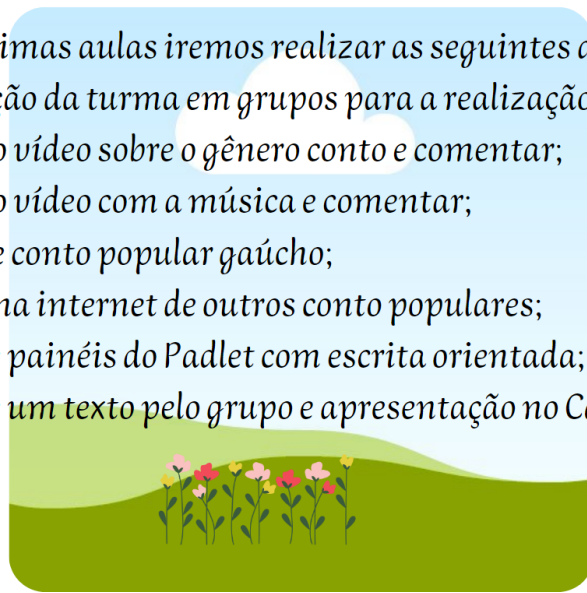 imas aulas iremos realizar as seguintes a
ção da turma em grupos para a realização
o vídeo sobre o gênero conto e comentar;
o vídeo com a música e comentar;
e conto popular gaúcho;
na internet de outros conto populares;
painéis do Padlet com escrita orientada;
um texto pelo grupo e apresentação no Ca